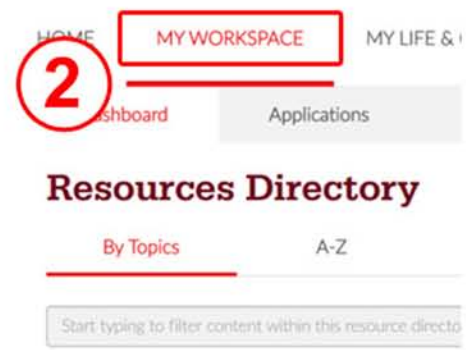 HOME MY WORKSPACE MY LIFE &
2
Applications
Resources Directory
By Topics A-Z
Start typing to filter content within this resource